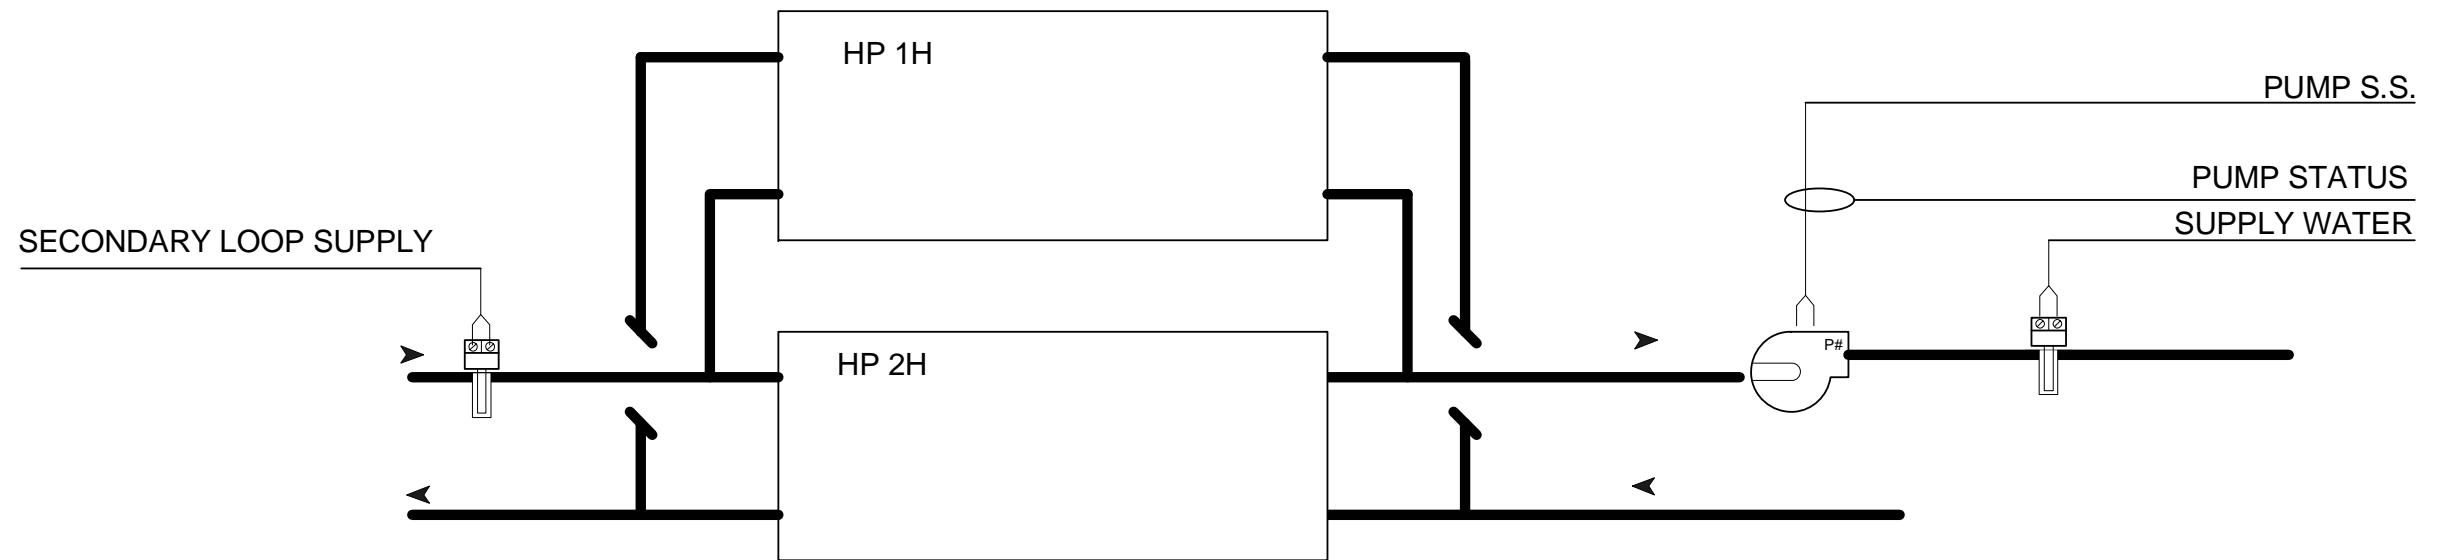 HP 1H
PUMP S.S.
PUMP STATUS
SUPPLY WATER
SECONDARY LOOP SUPPLY
P#
HP 2H